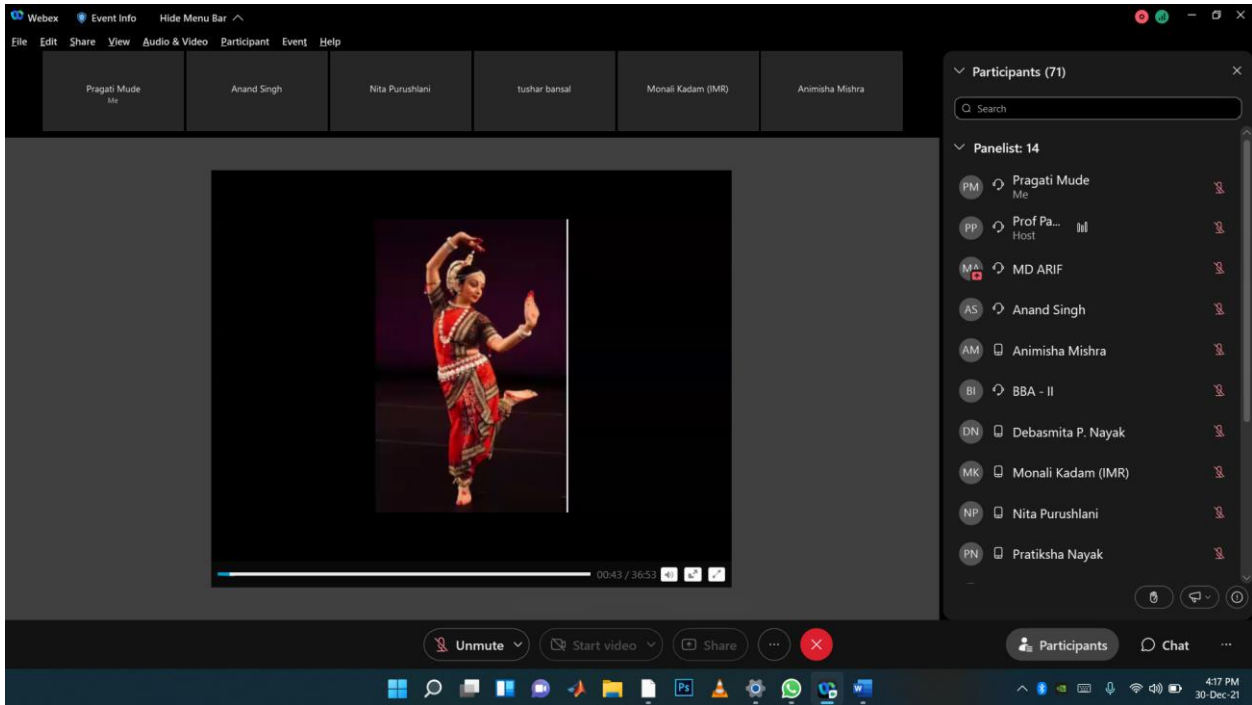 Webex Event Info Hide Menu Bar
File Edit Share View Audio & Video Participant Event Help
Pragati Mude
Me
Anand Singh
Nita Purushlani
tushar bansal
Monali Kadam (IMR)
Animisha Mishra
00:43 / 36:53
Participants (71)
Search
Panelist: 14
PM Pragati Mude
Me
PP Prof Pa...
Host
MA MD ARIF
AS Anand Singh
AM Animisha Mishra
BI BBA - II
DN Debasmita P. Nayak
MK Monali Kadam (IMR)
NP Nita Purushlani
PN Pratiksha Nayak
Unmute Start video Share
Participants Chat
Ps
4:17 PM
30-Dec-21